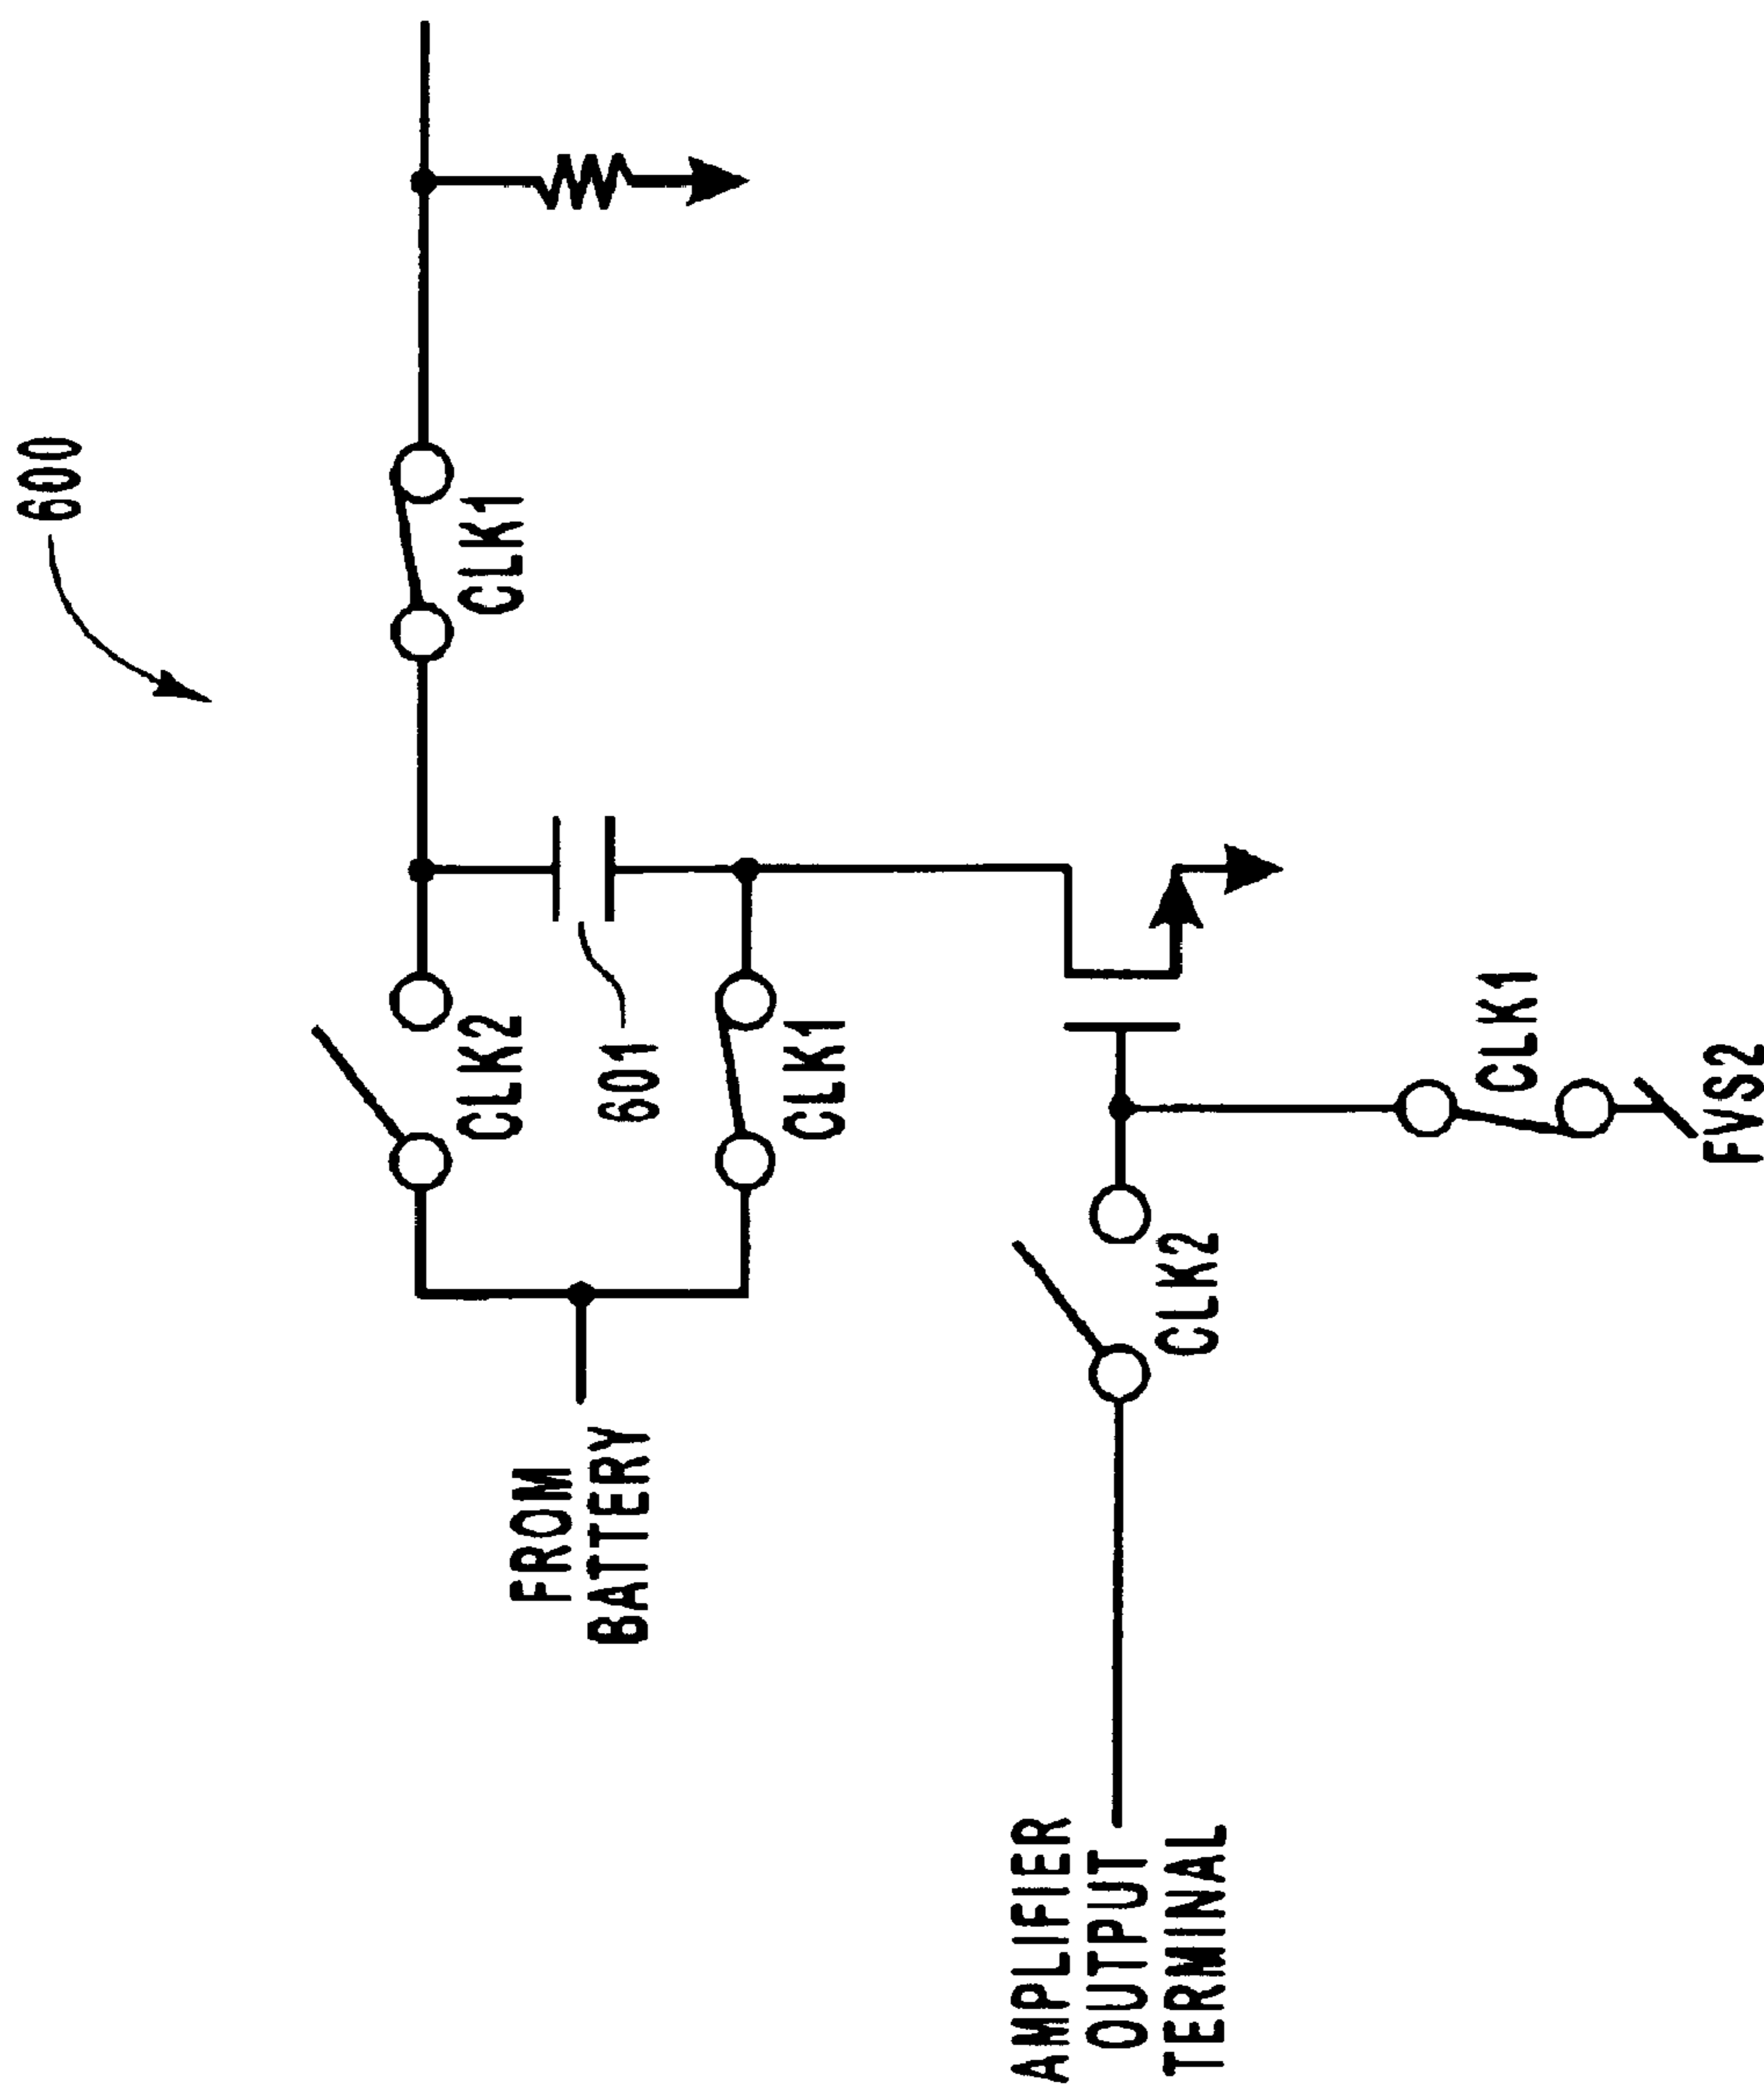 600
CLK2
CLK1
FROM
BATTERY
601
CLK1
AMPLIFIER
OUTPUT
TERMINAL
CLK2
CLK1
FVS2